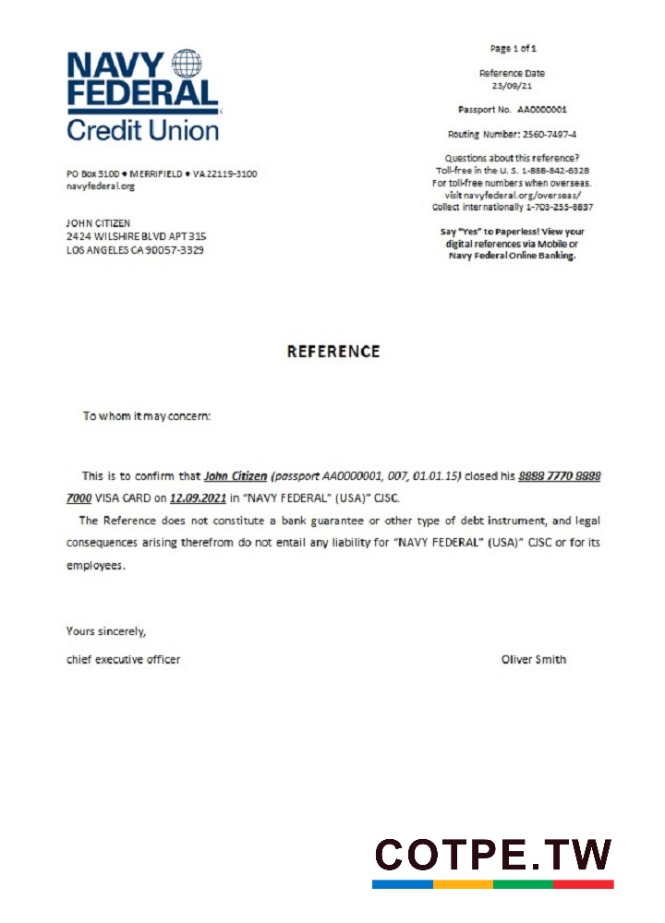 NAVY
FEDERAL
Credit Union
PO Box 3100 ● MERRIFIELD ● VA 22119-3100
navyfederal.org
JOHN CITIZEN
2424 WILSHIRE BLVD APT 315
LOS ANGELES CA 90057-3329
Page 1 of 1
Reference Date
23/09/21
Passport No. AA0000001
Routing Number: 2560-7497-4
Questions about this reference?
Toll-free in the U. S. 1-888-842-6328
For toll-free numbers when overseas.
visit navyfederal.org/overseas/
Collect internationally 1-703-255-8837
Say "Yes" to Paperless! View your
digital references via Mobile or
Navy Federal Online Banking.
REFERENCE
To whom it may concern:
This is to confirm that John Citizen (passport AA0000001, 007, 01.01.15) closed his 8888 7770 8888
7000 VISA CARD on 12.09.2021 in "NAVY FEDERAL" (USA)" CJSC.
The Reference does not constitute a bank guarantee or other type of debt instrument, and legal
consequences arising therefrom do not entail any liability for "NAVY FEDERAL" (USA)" CJSC or for its
employees.
Yours sincerely,
chief executive officer Oliver Smith
COTPE.TW